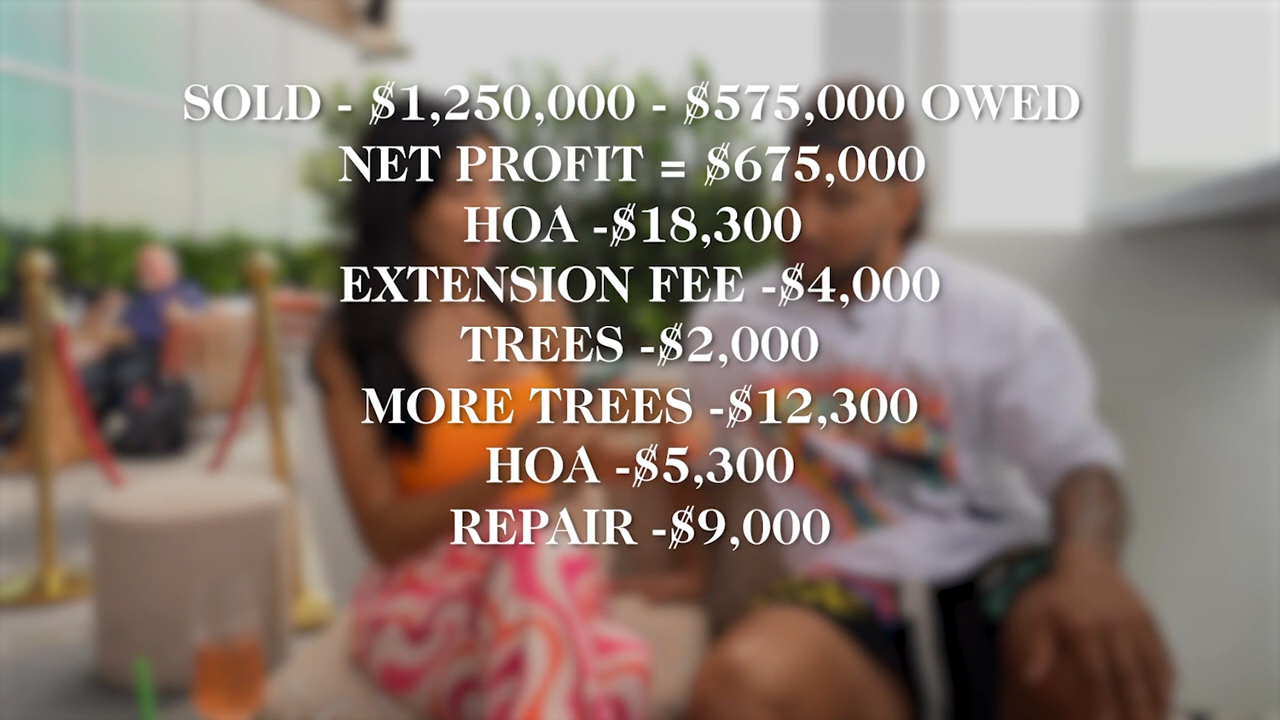 SOLD - $1,250,000 - $575,000 OWED
NET PROFIT = $675,000
HOA -$18,300
EXTENSION FEE -$4,000
TREES -$2,000
MORE TREES -$12,300
HOA -$5,300
REPAIR -$9,000